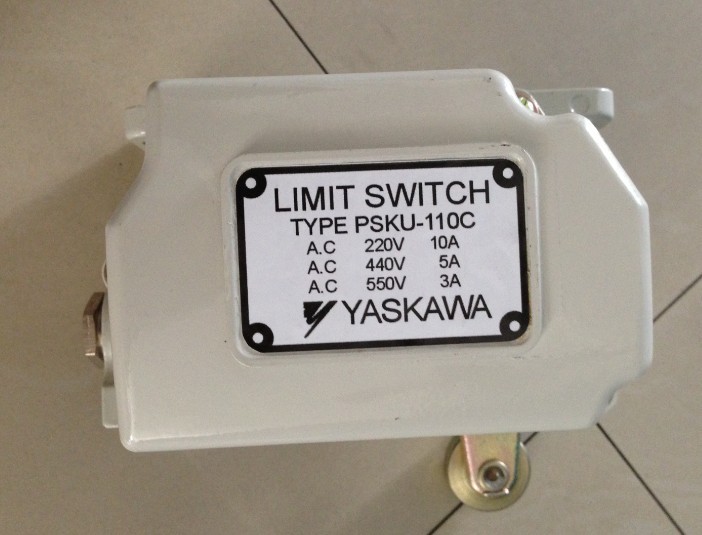 LIMIT SWITCH
TYPE PSKU-110C
A.C 220V 10A
A.C 440V 5A
A.C 550V 3A
YASKAWA